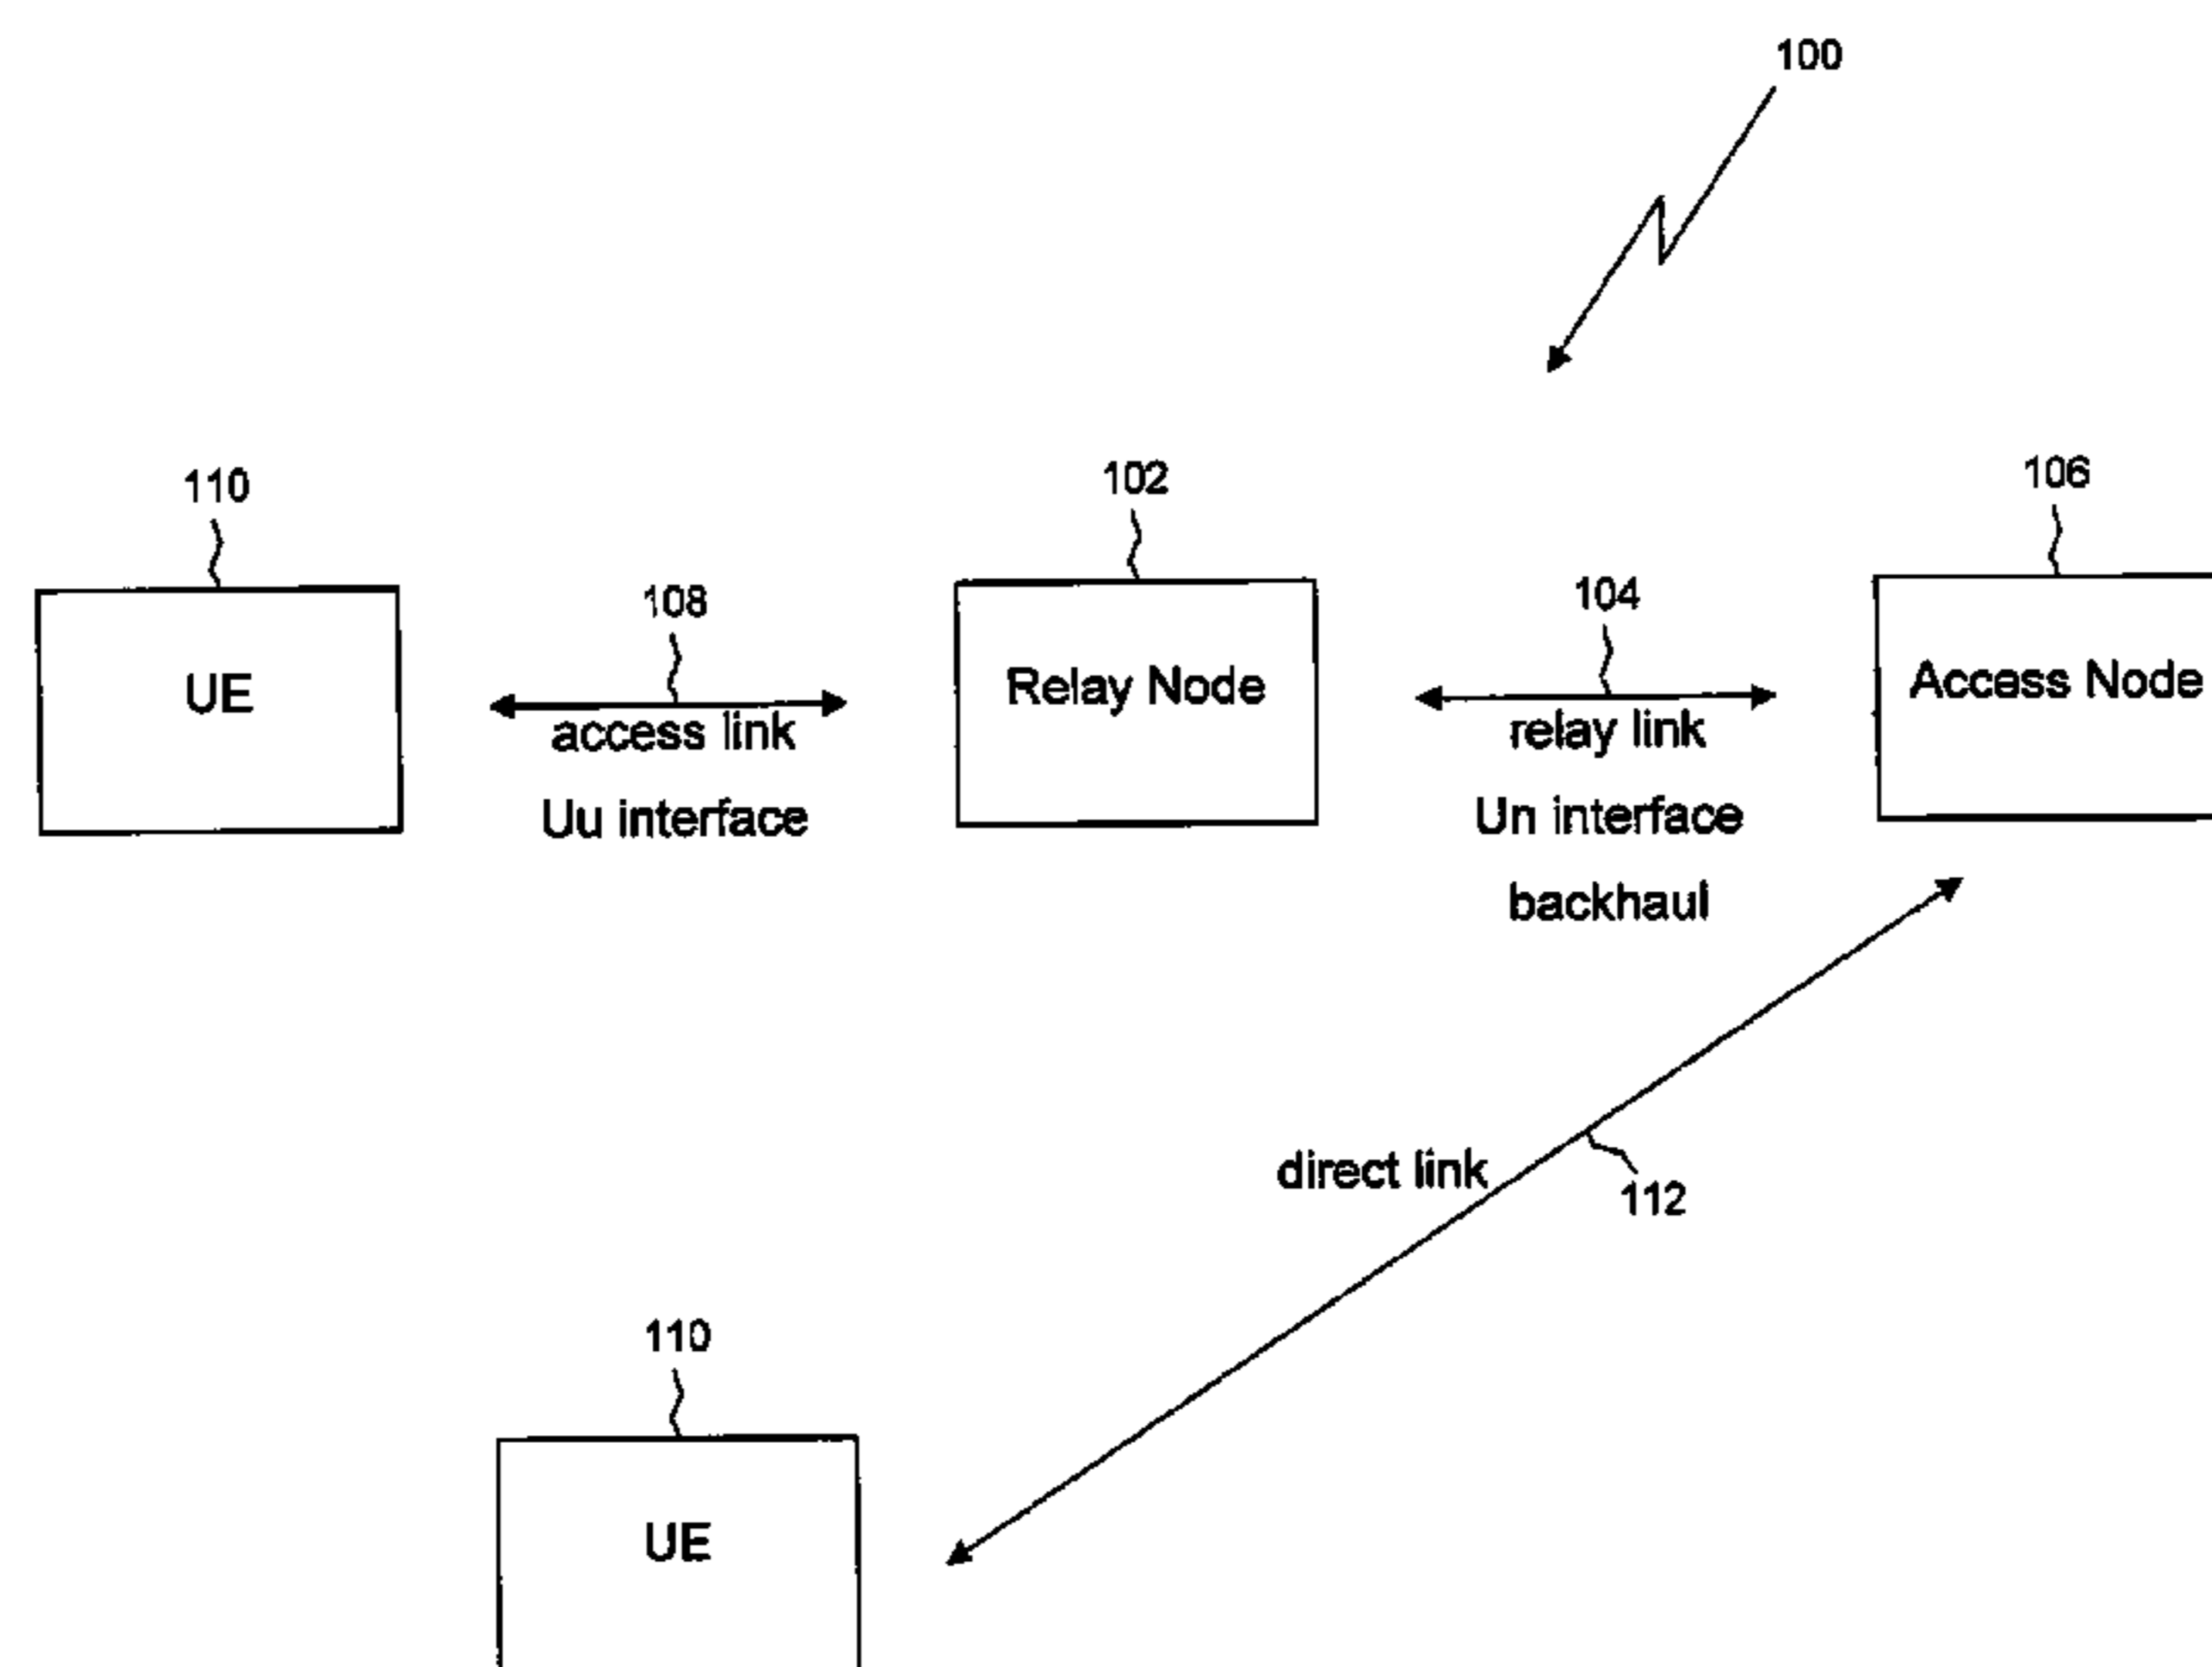 100
110
102
106
108
104
UE
Relay Node
Access Node
access link
relay link
Uu interface
Un interface
backhaul
direct link
112
110
UE